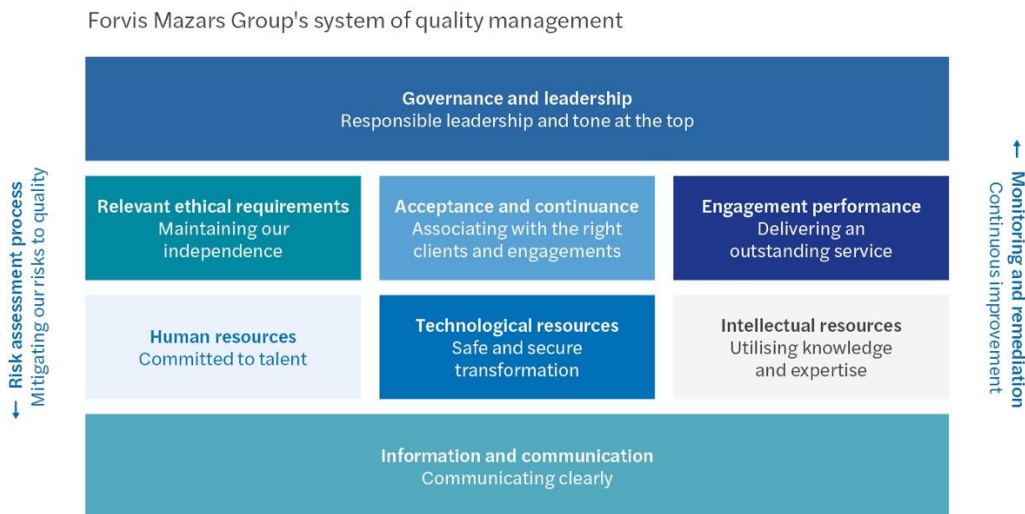 Forvis Mazars Group's system of quality management
Governance and leadership
Responsible leadership and tone at the top
← Risk assessment process
Mitigating our risks to quality
Relevant ethical requirements
Maintaining our
independence
Acceptance and continuance
Associating with the right
clients and engagements
Engagement performance
Delivering an
outstanding service
Human resources
Committed to talent
Technological resources
Safe and secure
transformation
Intellectual resources
Utilising knowledge
and expertise
← Monitoring and remediation
Continuous improvement
Information and communication
Communicating clearly